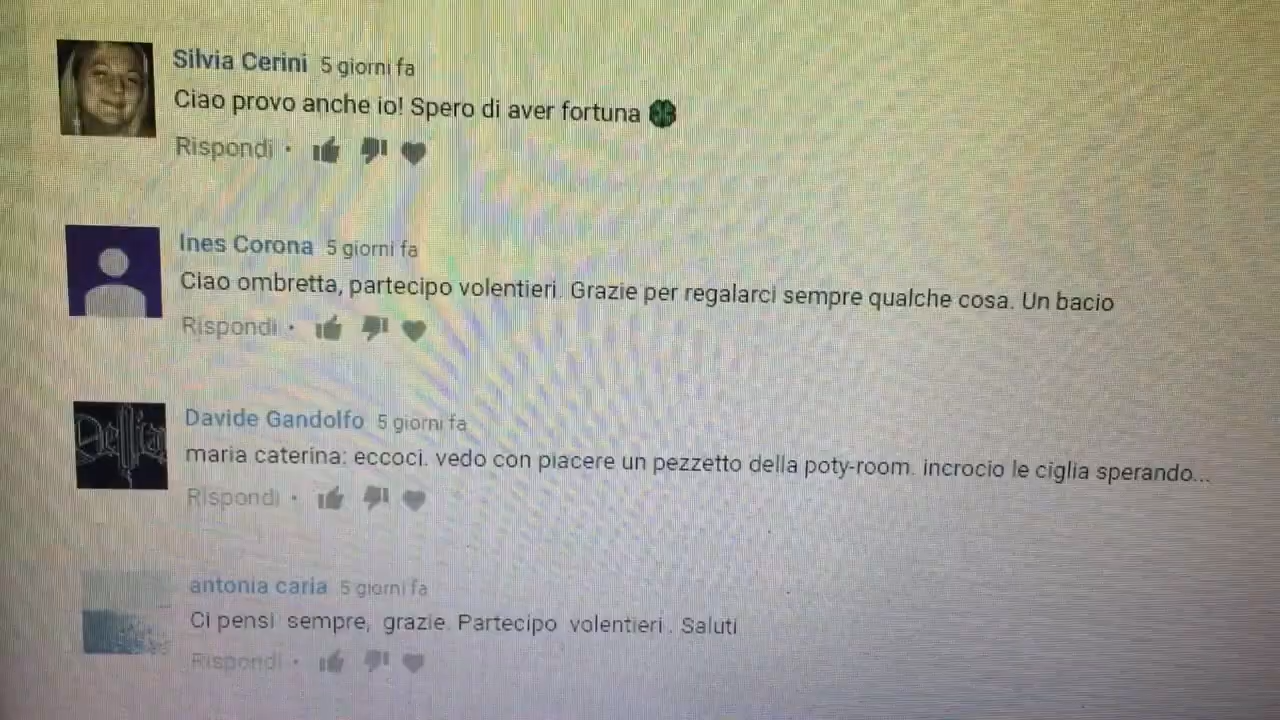 Silvia Cerini 5 giorni fa
Ciao provo anche io! Spero di aver fortuna 🍀
Rispondi •
Ines Corona 5 giorni fa
Ciao ombretta, partecipo volentieri. Grazie per regalarci sempre qualche cosa. Un bacio
Rispondi •
Davide Gandolfo 5 giorni fa
maria caterina: eccoci. vedo con piacere un pezzetto della poty-room. incrocio le ciglia sperando...
Rispondi •
antonia caria 5 giorni fa
Ci pensi sempre, grazie. Partecipo volentieri . Saluti
Rispondi •